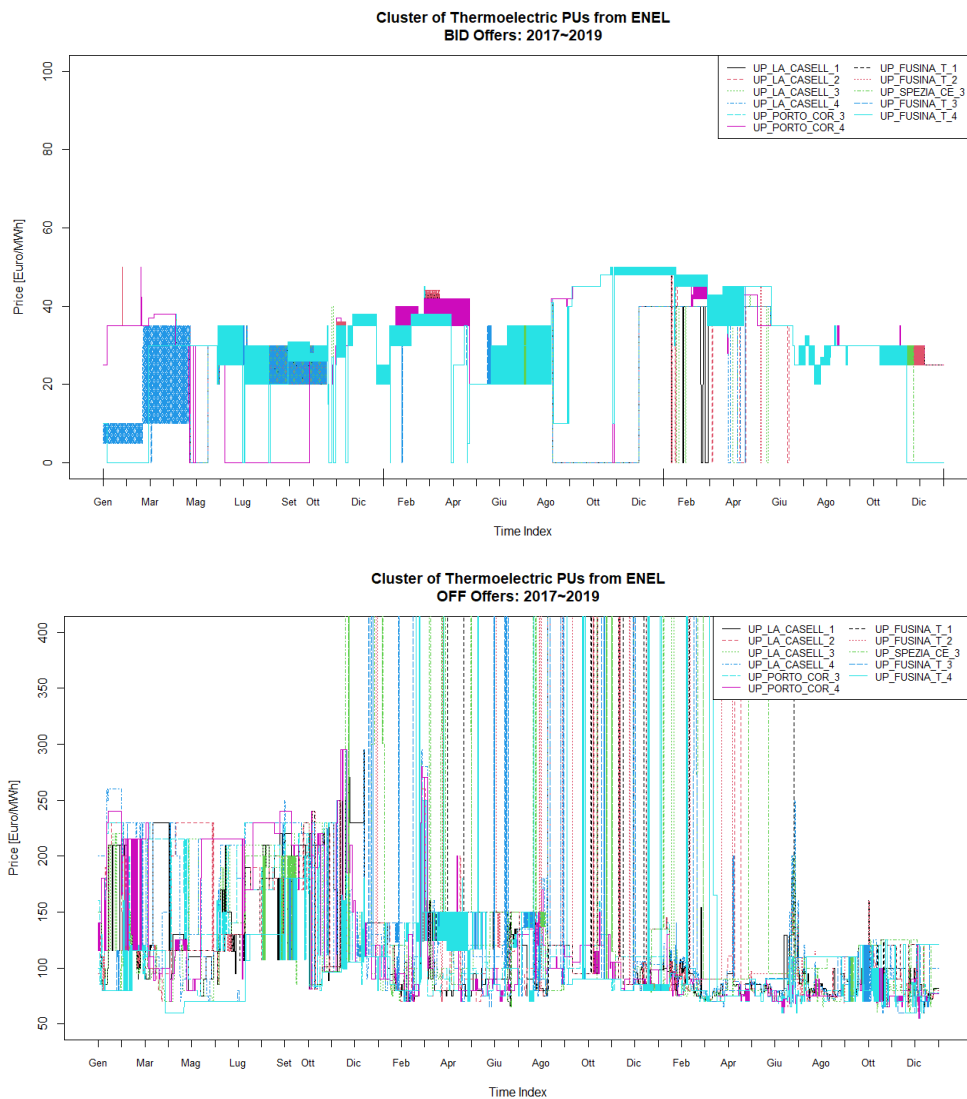 Cluster of Thermoelectric PUs from ENEL
BID Offers: 2017~2019
Price [Euro/MWh]
100
80
60
40
20
0
UP_LA_CASELL_1
UP_LA_CASELL_2
UP_LA_CASELL_3
UP_LA_CASELL_4
UP_PORTO_COR_3
UP_PORTO_COR_4
UP_FUSINA_T_1
UP_FUSINA_T_2
UP_SPEZIA_CE_3
UP_FUSINA_T_3
UP_FUSINA_T_4
Gen Mar Mag Lug Set Ott Dic Feb Apr Giu Ago Ott Dic Feb Apr Giu Ago Ott Dic
Time Index
Cluster of Thermoelectric PUs from ENEL
OFF Offers: 2017~2019
Price [Euro/MWh]
400
350
300
250
200
150
100
50
UP_LA_CASELL_1
UP_LA_CASELL_2
UP_LA_CASELL_3
UP_LA_CASELL_4
UP_PORTO_COR_3
UP_PORTO_COR_4
UP_FUSINA_T_1
UP_FUSINA_T_2
UP_SPEZIA_CE_3
UP_FUSINA_T_3
UP_FUSINA_T_4
Gen Mar Mag Lug Set Ott Dic Feb Apr Giu Ago Ott Dic Feb Apr Giu Ago Ott Dic
Time Index